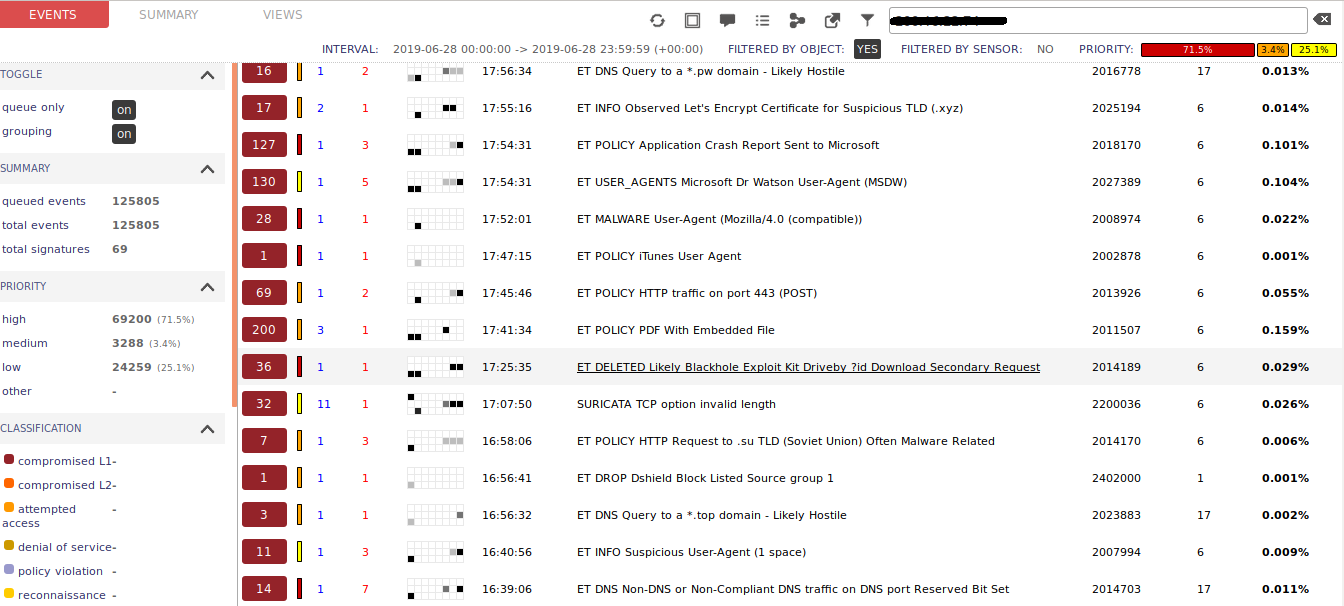 EVENTS SUMMARY VIEWS
INTERVAL: 2019-06-28 00:00:00 -> 2019-06-28 23:59:59 (+00:00) FILTERED BY OBJECT: YES FILTERED BY SENSOR: NO PRIORITY: 71.5% 3.4% 25.1%
TOGGLE
queue only on
grouping on
SUMMARY
queued events 125805
total events 125805
total signatures 69
PRIORITY
high 69200 (71.5%)
medium 3288 (3.4%)
low 24259 (25.1%)
other -
CLASSIFICATION
compromised L1-
compromised L2-
attempted access -
denial of service-
policy violation -
reconnaissance -
16 1 2 17:56:34 ET DNS Query to a *.pw domain - Likely Hostile 2016778 17 0.013%
17 2 1 17:55:16 ET INFO Observed Let's Encrypt Certificate for Suspicious TLD (.xyz) 2025194 6 0.014%
127 1 3 17:54:31 ET POLICY Application Crash Report Sent to Microsoft 2018170 6 0.101%
130 1 5 17:54:31 ET USER_AGENTS Microsoft Dr Watson User-Agent (MSDW) 2027389 6 0.104%
28 1 1 17:52:01 ET MALWARE User-Agent (Mozilla/4.0 (compatible)) 2008974 6 0.022%
1 1 1 17:47:15 ET POLICY iTunes User Agent 2002878 6 0.001%
69 1 2 17:45:46 ET POLICY HTTP traffic on port 443 (POST) 2013926 6 0.055%
200 3 1 17:41:34 ET POLICY PDF With Embedded File 2011507 6 0.159%
36 1 1 17:25:35 ET DELETED Likely Blackhole Exploit Kit Driveby ?id Download Secondary Request 2014189 6 0.029%
32 11 1 17:07:50 SURICATA TCP option invalid length 2200036 6 0.026%
7 1 3 16:58:06 ET POLICY HTTP Request to .su TLD (Soviet Union) Often Malware Related 2014170 6 0.006%
1 1 1 16:56:41 ET DROP Dshield Block Listed Source group 1 2402000 1 0.001%
3 1 1 16:56:32 ET DNS Query to a *.top domain - Likely Hostile 2023883 17 0.002%
11 1 3 16:40:56 ET INFO Suspicious User-Agent (1 space) 2007994 6 0.009%
14 1 7 16:39:06 ET DNS Non-DNS or Non-Compliant DNS traffic on DNS port Reserved Bit Set 2014703 17 0.011%